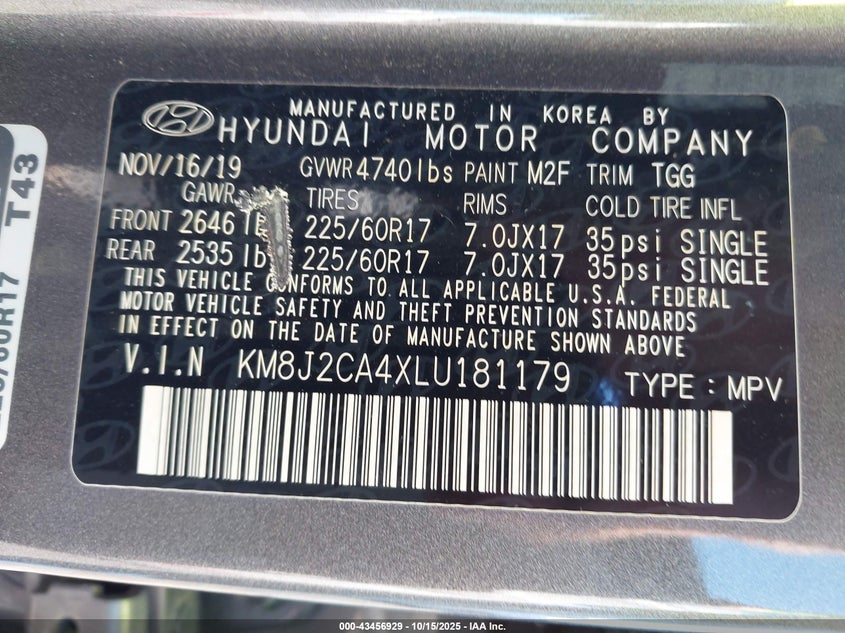 MANUFACTURED IN KOREA BY
HYUNDAI MOTOR COMPANY
NOV/16/19 GVWR 4740lbs PAINT M2F TRIM TGG
GAWR TIRES RIMS COLD TIRE INFL
FRONT 2646 225/60R17 7.0JX17 35psi SINGLE
REAR 2535 lb 225/60R17 7.0JX17 35psi SINGLE
THIS VEHICLE CONFORMS TO ALL APPLICABLE U.S.A. FEDERAL
MOTOR VEHICLE SAFETY AND THEFT PREVENTION STANDARDS
IN EFFECT ON THE DATE OF MANUFACTURE SHOWN ABOVE
V.I.N KM8J2CA4XLU181179 TYPE : MPV
T43
/60R17
000-43456929 - 10/15/2025 - IAA Inc.